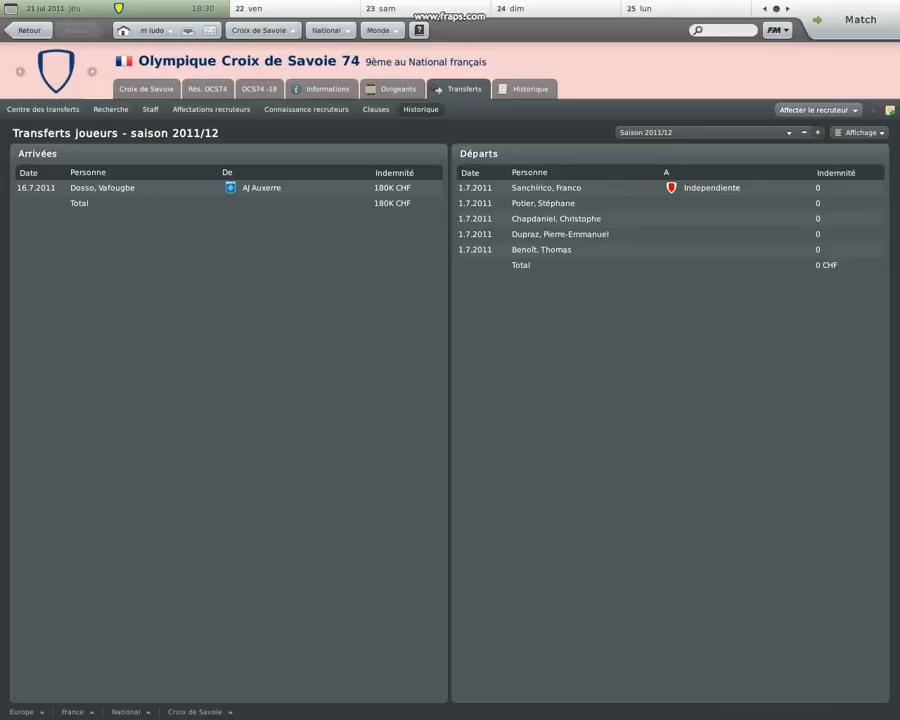 21 jul 2011 jeu 18:30 22 ven 23 sam 24 dim 25 lun
www.fraps.com
Retour m ludo Croix de Savoie National Monde ? FM Match
Olympique Croix de Savoie 74 9ème au National français
Croix de Savoie Rés. OCS74 OCS74 -18 Informations Dirigeants Transferts Historique
Centre des transferts Recherche Staff Affectations recruteurs Connaissance recruteurs Clauses Historique Affecter le recruteur
Transferts joueurs - saison 2011/12 Saison 2011/12 - + Affichage
Arrivées
Date Personne De Indemnité
16.7.2011 Dosso, Vafougbe AJ Auxerre 180K CHF
Total 180K CHF
Départs
Date Personne A Indemnité
1.7.2011 Sanchírico, Franco Independiente 0
1.7.2011 Potier, Stéphane 0
1.7.2011 Chapdaniel, Christophe 0
1.7.2011 Dupraz, Pierre-Emmanuel 0
1.7.2011 Benoît, Thomas 0
Total 0 CHF
Europe France National Croix de Savoie